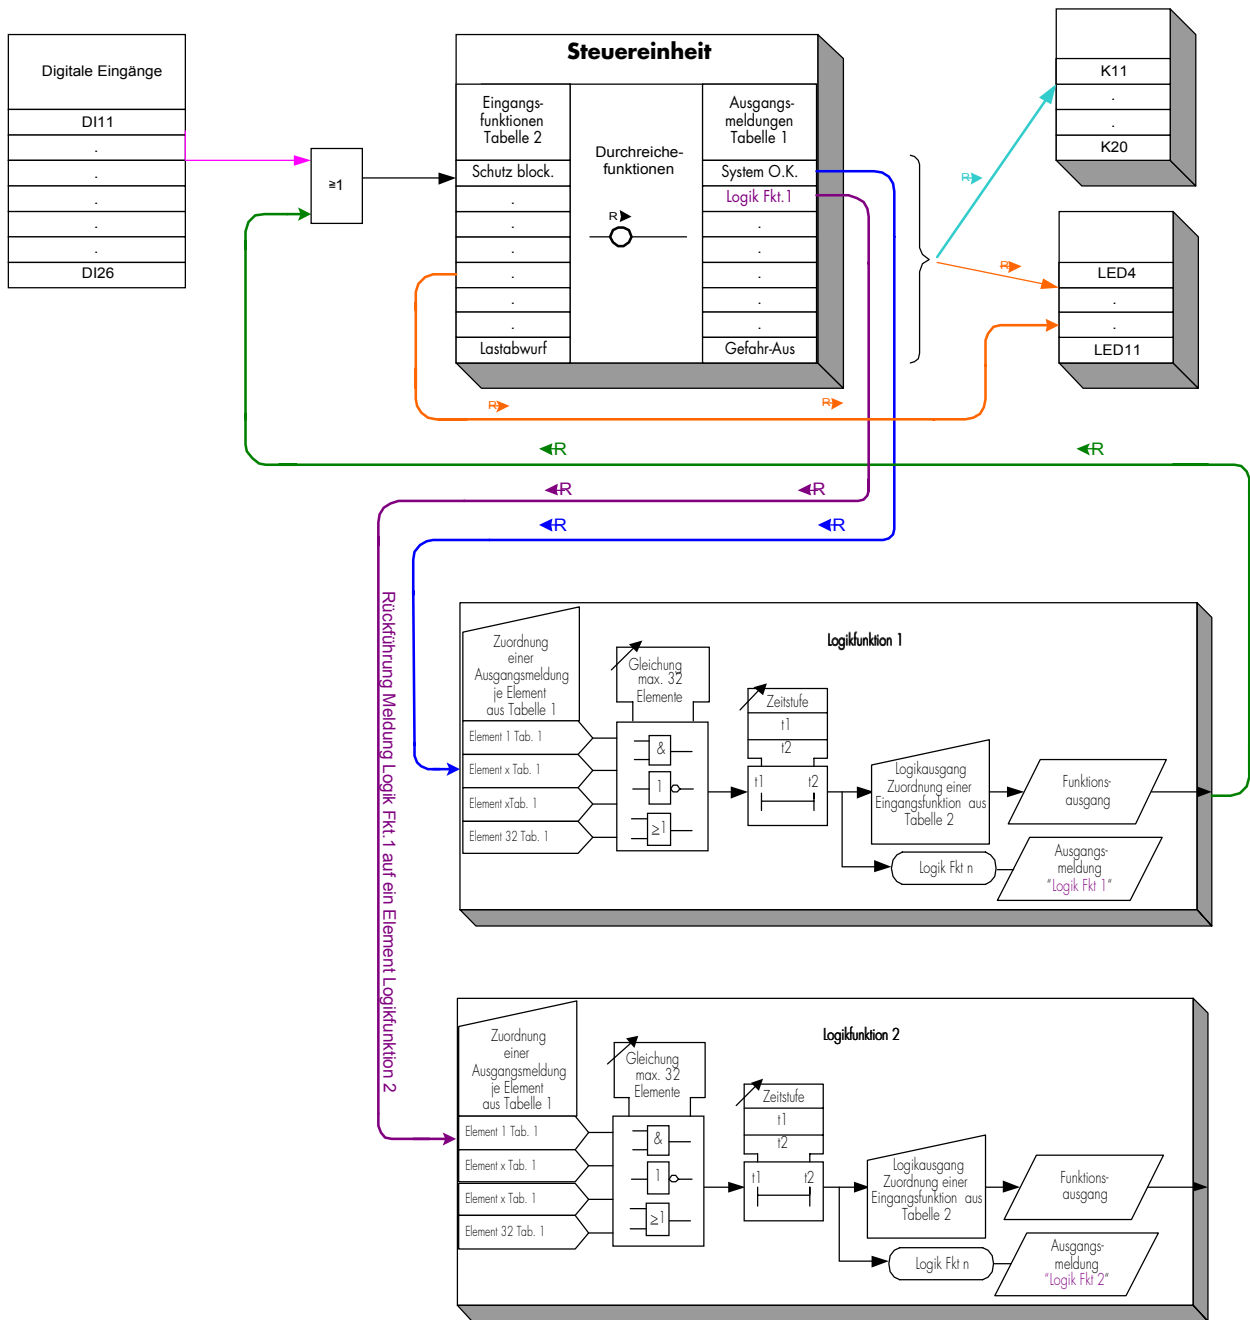 Digitale Eingänge
DI11
.
.
.
.
.
DI26
≥1
Steuereinheit
Eingangs-
funktionen
Tabelle 2
Schutz block.
.
.
.
.
.
.
Lastabwurf
Durchreiche-
funktionen
R
Ausgangs-
meldungen
Tabelle 1
System O.K.
Logik Fkt.1
.
.
.
.
.
Gefahr-Aus
K11
.
.
K20
R
R
LED4
.
.
LED11
R
R
R
R
R
R
R
R
Rückführung Meldung Logik Fkt.1 auf ein Element Logikfunktion 2
Logikfunktion 1
Zuordnung
einer
Ausgangsmeldung
je Element
aus Tabelle 1
Element 1 Tab. 1
Element x Tab. 1
Element xTab. 1
Element 32 Tab. 1
Gleichung
max. 32
Elemente
&
1
≥1
Zeitstufe
t1
t2
t1 t2
Logikausgang
Zuordnung einer
Eingangsfunktion aus
Tabelle 2
Funktions-
ausgang
Logik Fkt n
Ausgangs-
meldung
"Logik Fkt 1"
Logikfunktion 2
Zuordnung
einer
Ausgangsmeldung
je Element
aus Tabelle 1
Element 1 Tab. 1
Element x Tab. 1
Element x Tab. 1
Element 32 Tab. 1
Gleichung
max. 32
Elemente
&
1
≥1
Zeitstufe
t1
t2
t1 t2
Logikausgang
Zuordnung einer
Eingangsfunktion aus
Tabelle 2
Funktions-
ausgang
Logik Fkt n
Ausgangs-
meldung
"Logik Fkt 2"